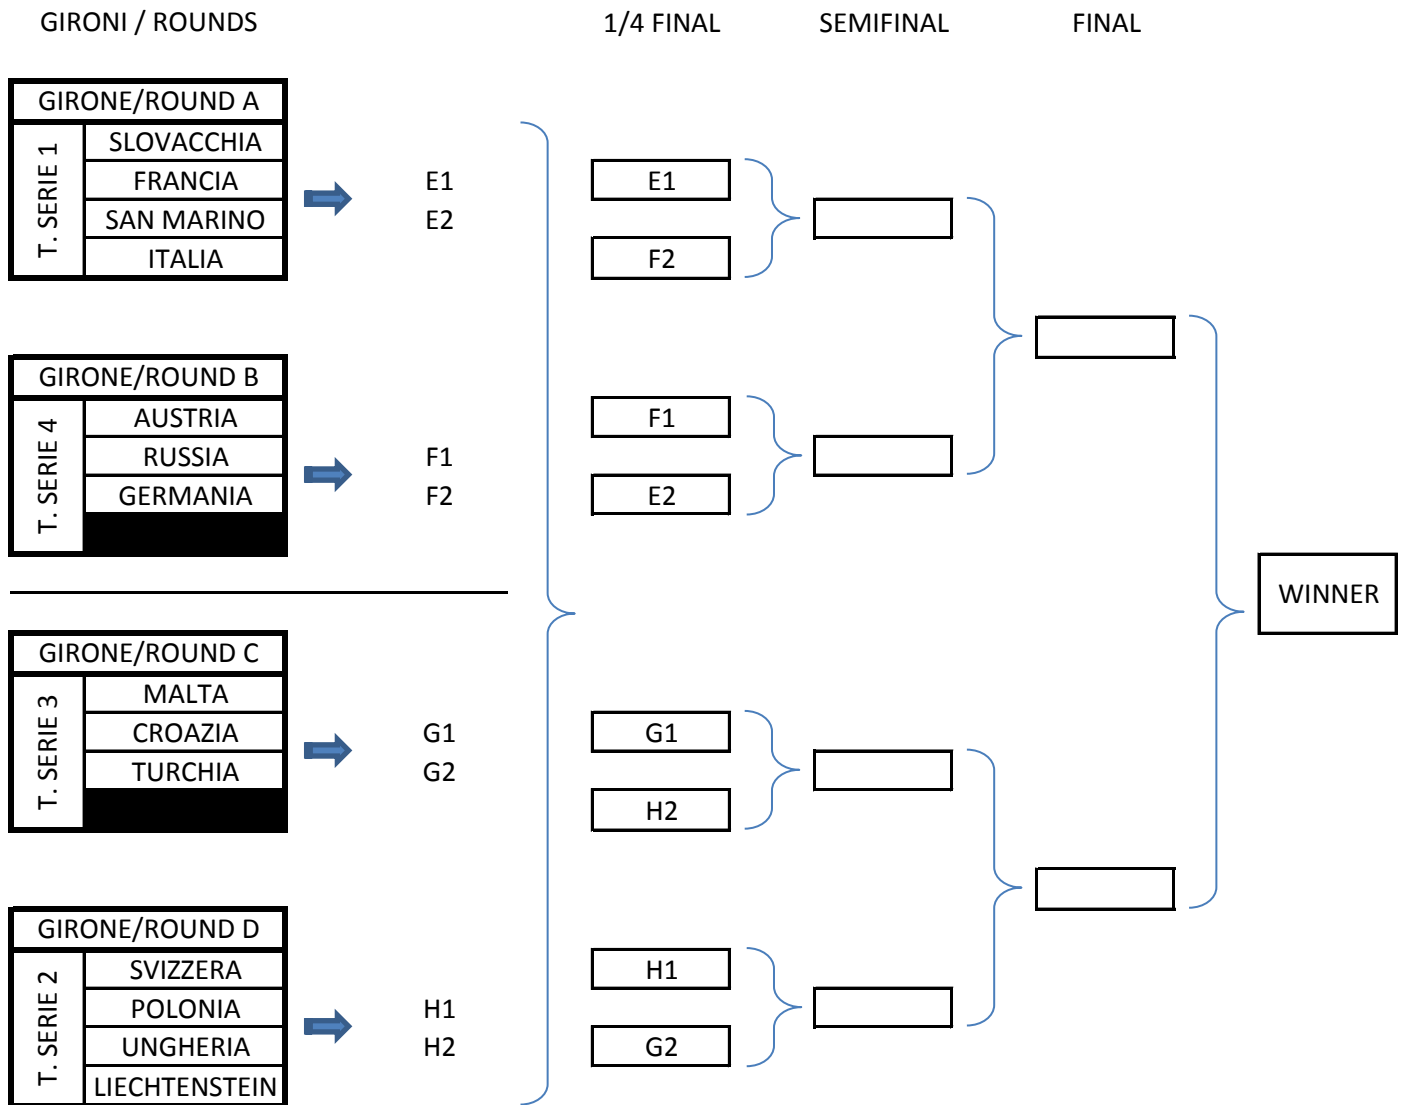 GIRONI / ROUNDS
1/4 FINAL
SEMIFINAL
FINAL
GIRONE/ROUND A
T. SERIE 1
SLOVACCHIA
FRANCIA
SAN MARINO
ITALIA
E1
E2
E1
F2
GIRONE/ROUND B
T. SERIE 4
AUSTRIA
RUSSIA
GERMANIA
F1
F2
F1
E2
WINNER
GIRONE/ROUND C
T. SERIE 3
MALTA
CROAZIA
TURCHIA
G1
G2
G1
H2
GIRONE/ROUND D
T. SERIE 2
SVIZZERA
POLONIA
UNGHERIA
LIECHTENSTEIN
H1
H2
H1
G2